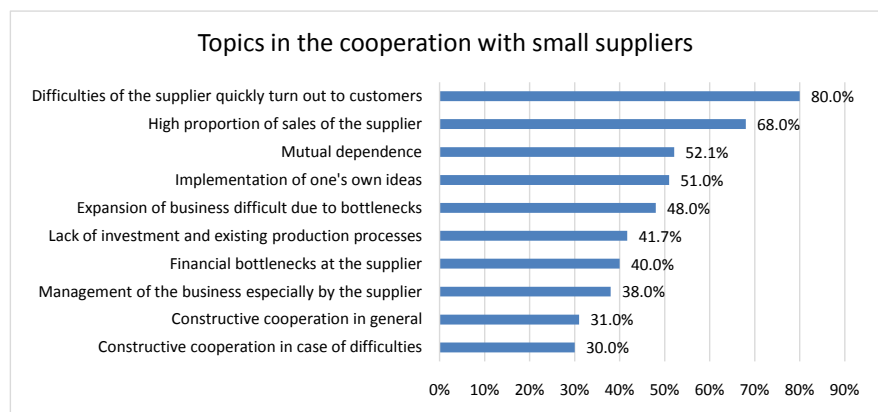 Topics in the cooperation with small suppliers
Difficulties of the supplier quickly turn out to customers 80.0%
High proportion of sales of the supplier 68.0%
Mutual dependence 52.1%
Implementation of one's own ideas 51.0%
Expansion of business difficult due to bottlenecks 48.0%
Lack of investment and existing production processes 41.7%
Financial bottlenecks at the supplier 40.0%
Management of the business especially by the supplier 38.0%
Constructive cooperation in general 31.0%
Constructive cooperation in case of difficulties 30.0%
0% 10% 20% 30% 40% 50% 60% 70% 80% 90%